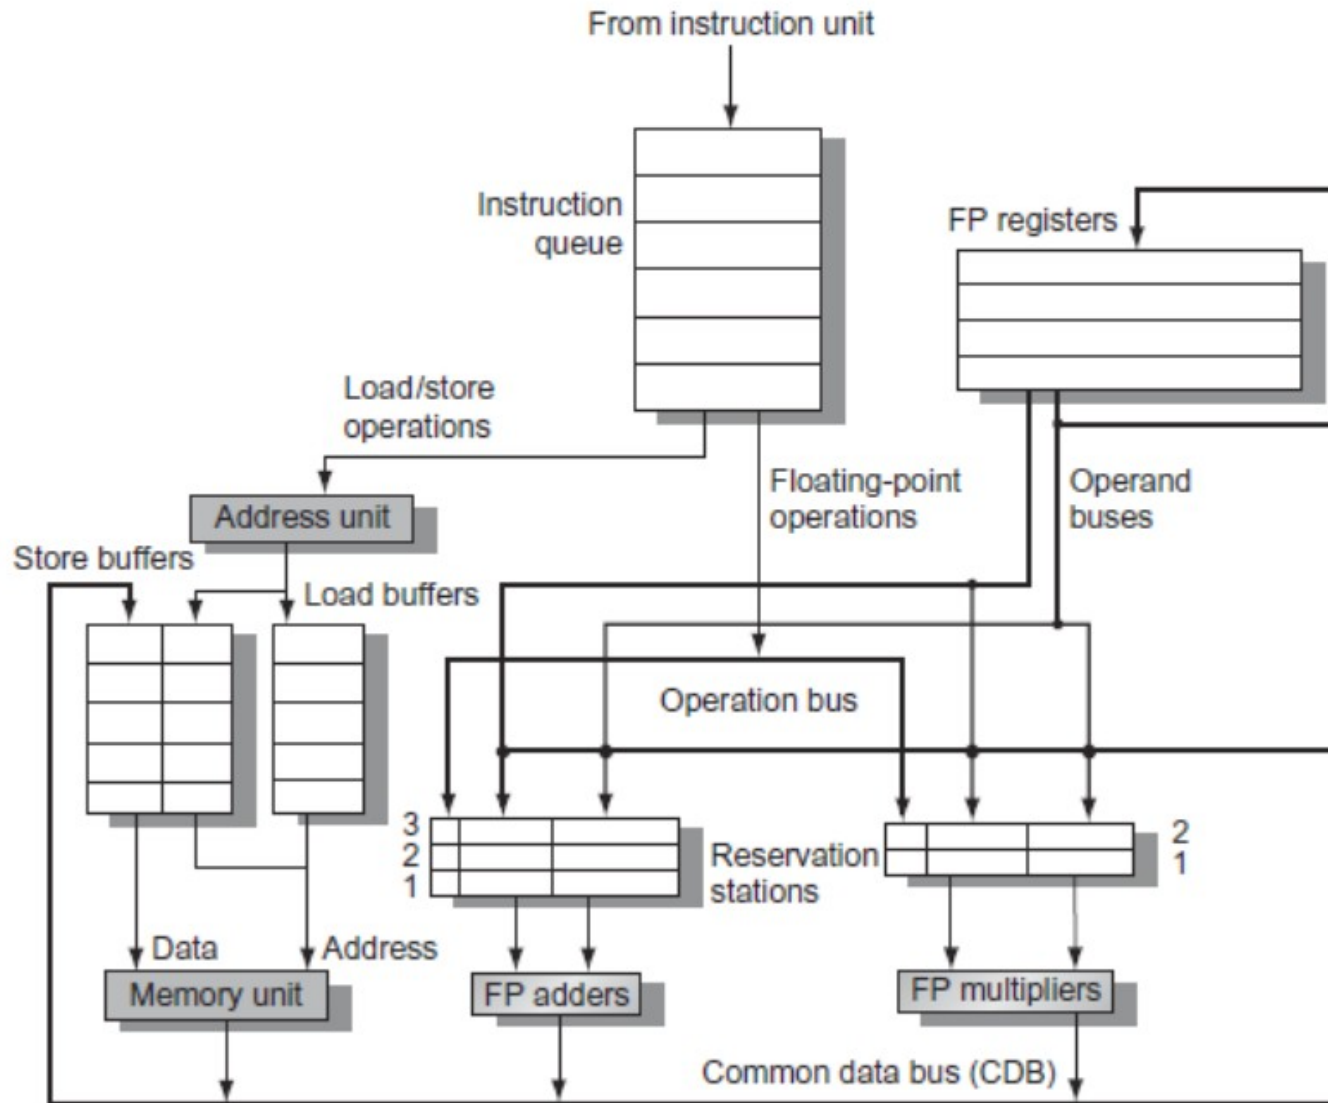 From instruction unit
Instruction
queue
FP registers
Load/store
operations
Address unit
Floating-point
operations
Operand
buses
Store buffers
Load buffers
Operation bus
3
2
1
Reservation
stations
2
1
Data
Address
Memory unit
FP adders
FP multipliers
Common data bus (CDB)